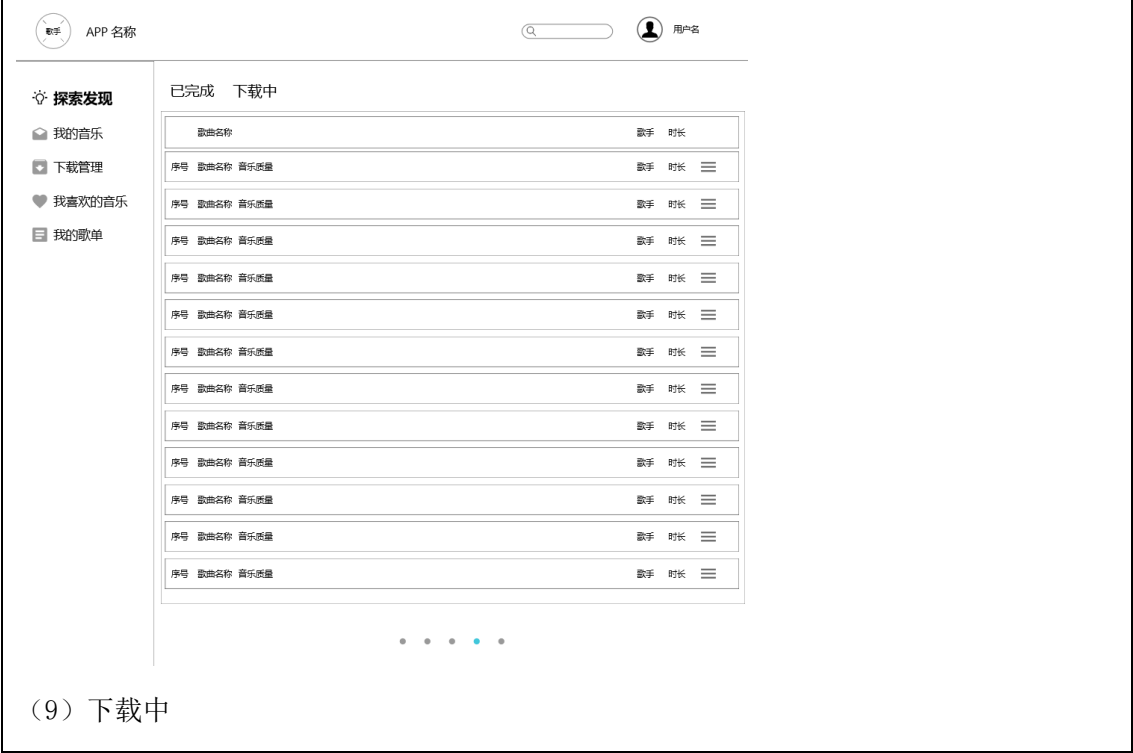 歌手 APP 名称 用户名
探索发现
我的音乐
下载管理
我喜欢的音乐
我的歌单
已完成 下载中
歌曲名称 歌手 时长
序号 歌曲名称 音乐质量 歌手 时长
序号 歌曲名称 音乐质量 歌手 时长
序号 歌曲名称 音乐质量 歌手 时长
序号 歌曲名称 音乐质量 歌手 时长
序号 歌曲名称 音乐质量 歌手 时长
序号 歌曲名称 音乐质量 歌手 时长
序号 歌曲名称 音乐质量 歌手 时长
序号 歌曲名称 音乐质量 歌手 时长
序号 歌曲名称 音乐质量 歌手 时长
序号 歌曲名称 音乐质量 歌手 时长
序号 歌曲名称 音乐质量 歌手 时长
序号 歌曲名称 音乐质量 歌手 时长
（9）下载中